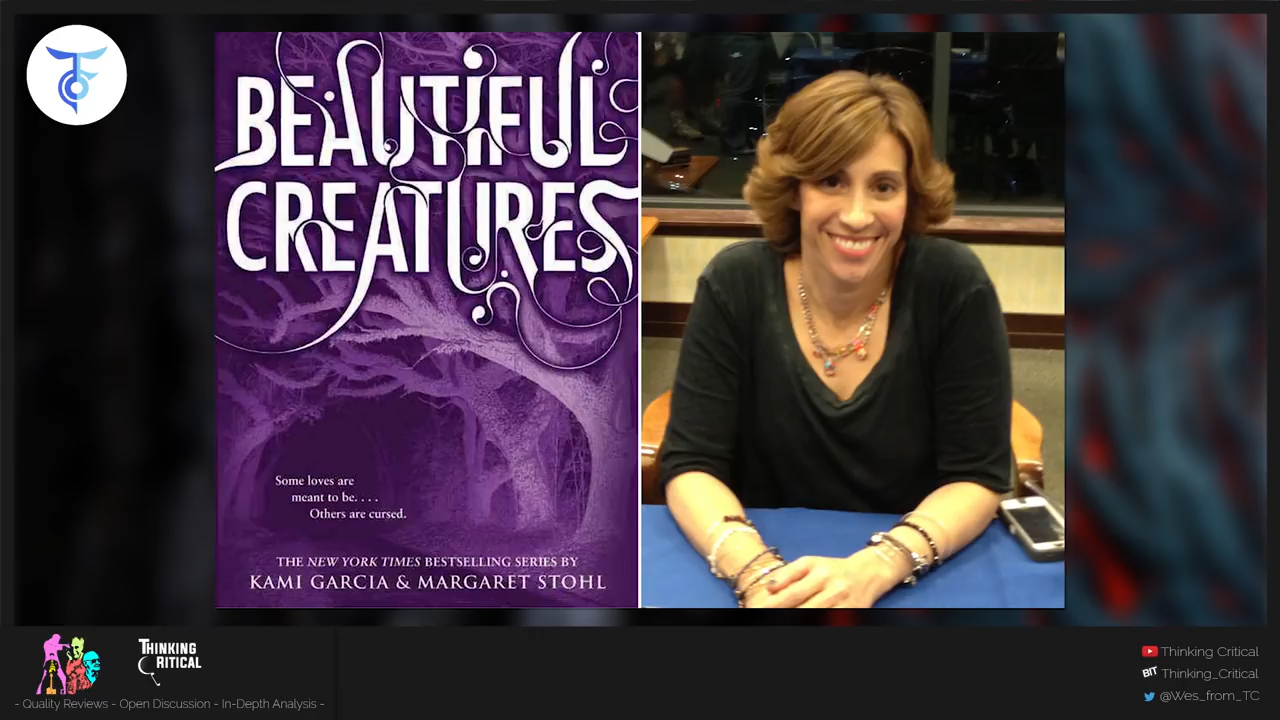 BEAUTIFUL
CREATURES
Some loves are
meant to be. . . .
Others are cursed.
THE NEW YORK TIMES BESTSELLING SERIES BY
KAMI GARCIA & MARGARET STOHL
THINKING
CRITICAL
- Quality Reviews - Open Discussion - In-Depth Analysis -
Thinking Critical
BIT Thinking_Critical
@Wes_from_TC